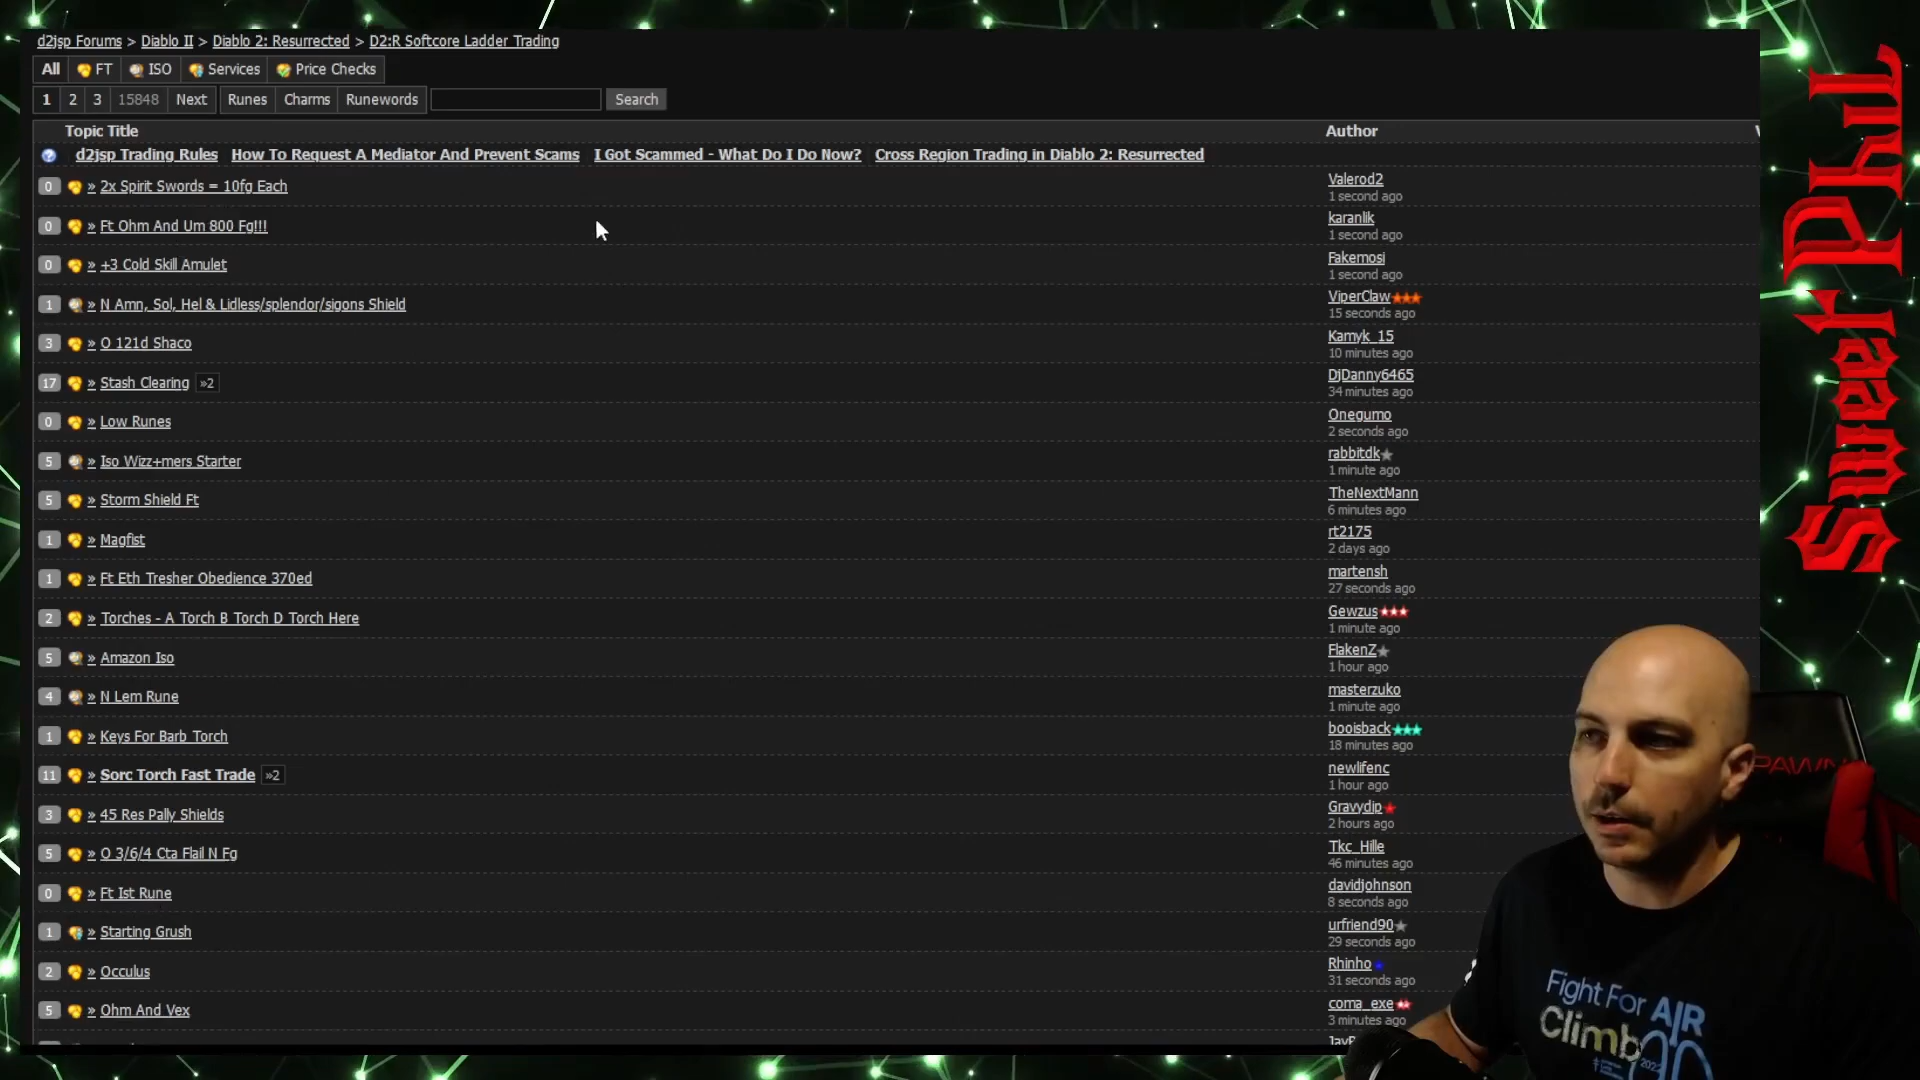 d2jsp Forums > Diablo II > Diablo 2: Resurrected > D2:R Softcore Ladder Trading
All FT ISO Services Price Checks
1 2 3 15848 Next Runes Charms Runewords Search
Topic Title Author
d2jsp Trading Rules How To Request A Mediator And Prevent Scams I Got Scammed - What Do I Do Now? Cross Region Trading in Diablo 2: Resurrected
0 » 2x Spirit Swords = 10fg Each Valerod2
1 second ago
0 » Ft Ohm And Um 800 Fg!!! karanlik
1 second ago
0 » +3 Cold Skill Amulet Fakemosi
1 second ago
1 » N Amn, Sol, Hel & Lidless/splendor/sigons Shield ViperClaw
15 seconds ago
3 » O 121d Shaco Kamyk_15
10 minutes ago
17 » Stash Clearing »2 DjDanny6465
34 minutes ago
0 » Low Runes Onegumo
2 seconds ago
5 » Iso Wizz+mers Starter rabbitdk
1 minute ago
5 » Storm Shield Ft TheNextMann
6 minutes ago
1 » Magfist rt2175
2 days ago
1 » Ft Eth Tresher Obedience 370ed martensh
27 seconds ago
2 » Torches - A Torch B Torch D Torch Here Gewzus
1 minute ago
5 » Amazon Iso FlakenZ
1 hour ago
4 » N Lem Rune masterzuko
1 minute ago
1 » Keys For Barb Torch booisback
18 minutes ago
11 » Sorc Torch Fast Trade »2 newlifenc
1 hour ago
3 » 45 Res Pally Shields Gravydip
2 hours ago
5 » O 3/6/4 Cta Flail N Fg Tkc_Hille
46 minutes ago
0 » Ft Ist Rune davidjohnson
8 seconds ago
1 » Starting Grush urfriend90
29 seconds ago
2 » Occulus Rhinho
31 seconds ago
5 » Ohm And Vex coma_exe
3 minutes ago
Sweet Phil
Fight For AIR
Climb